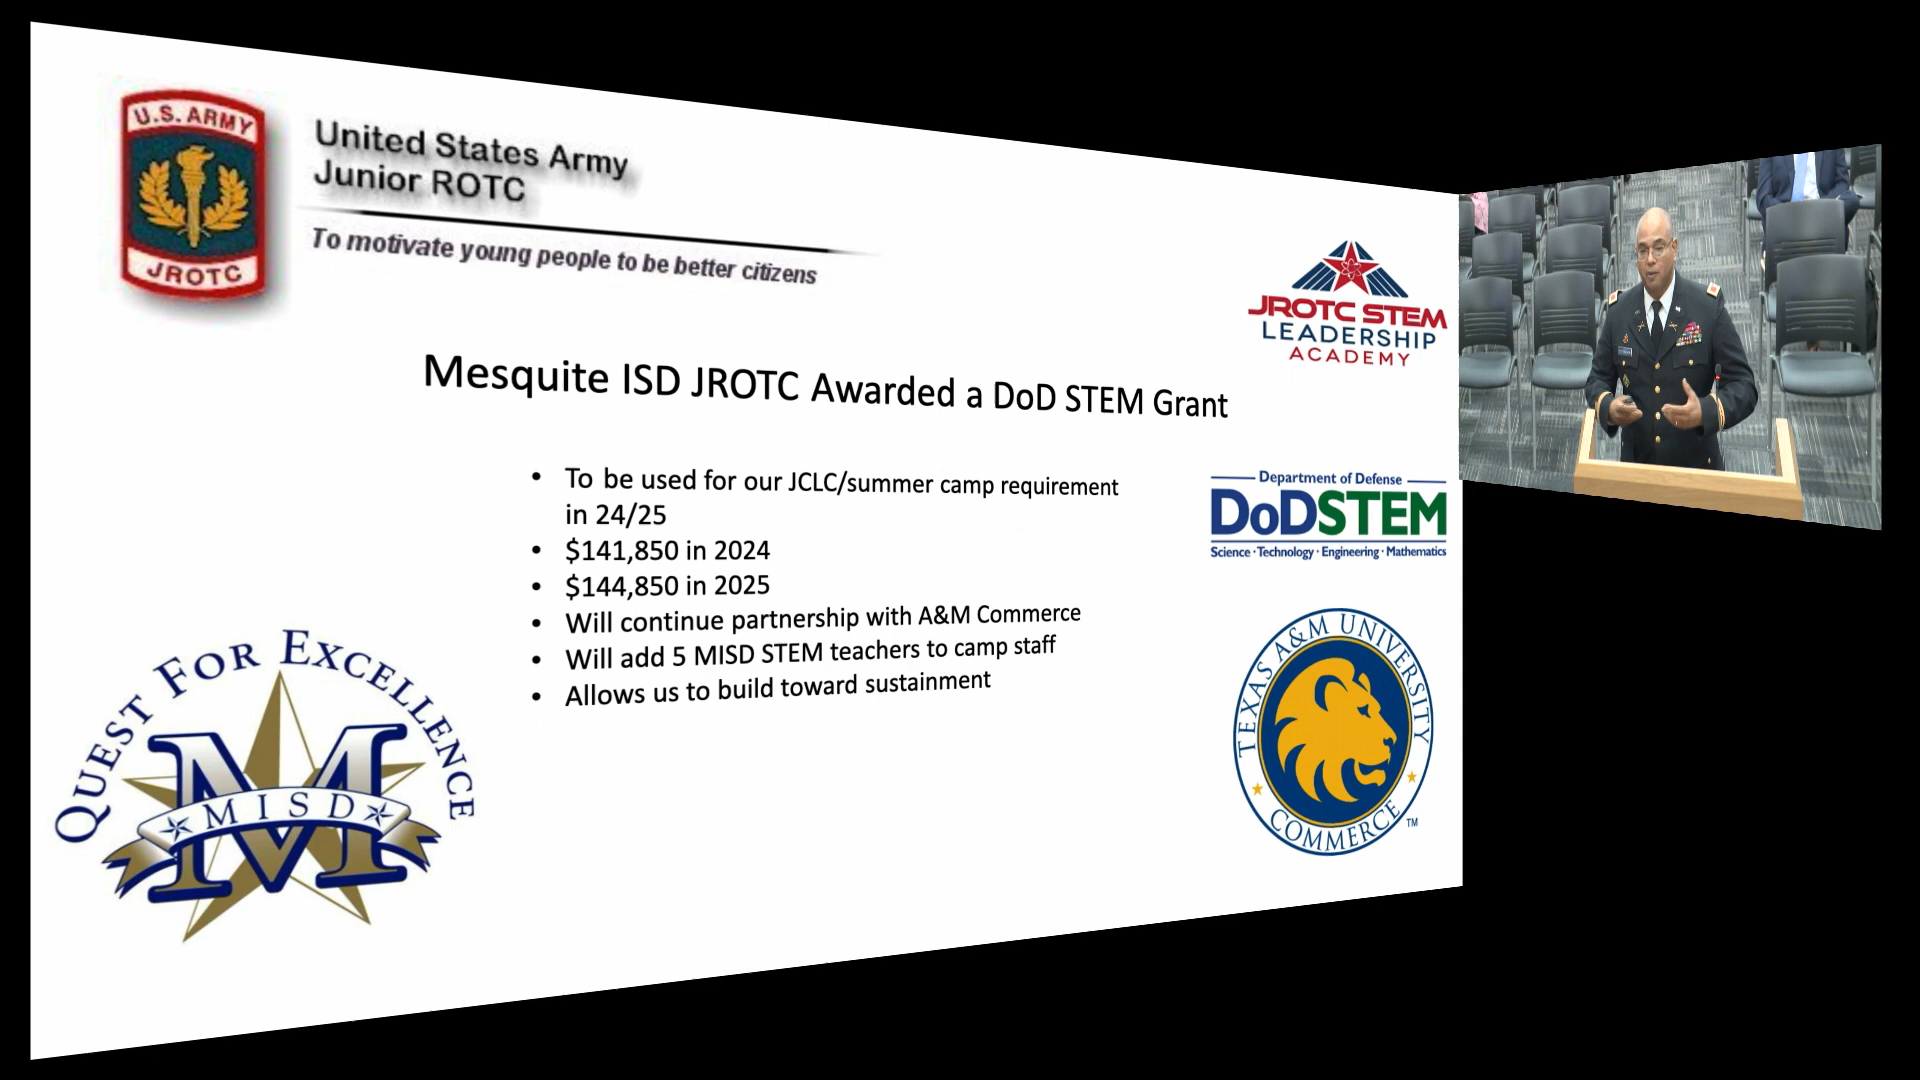 U.S. ARMY
JROTC
United States Army
Junior ROTC
To motivate young people to be better citizens
JROTC STEM
LEADERSHIP
ACADEMY
Mesquite ISD JROTC Awarded a DoD STEM Grant
• To be used for our JCLC/summer camp requirement
in 24/25
• $141,850 in 2024
• $144,850 in 2025
• Will continue partnership with A&M Commerce
• Will add 5 MISD STEM teachers to camp staff
• Allows us to build toward sustainment
Department of Defense
DoDSTEM
Science · Technology · Engineering · Mathematics
QUEST FOR EXCELLENCE
M
MISD
TEXAS A&M UNIVERSITY
COMMERCE
TM